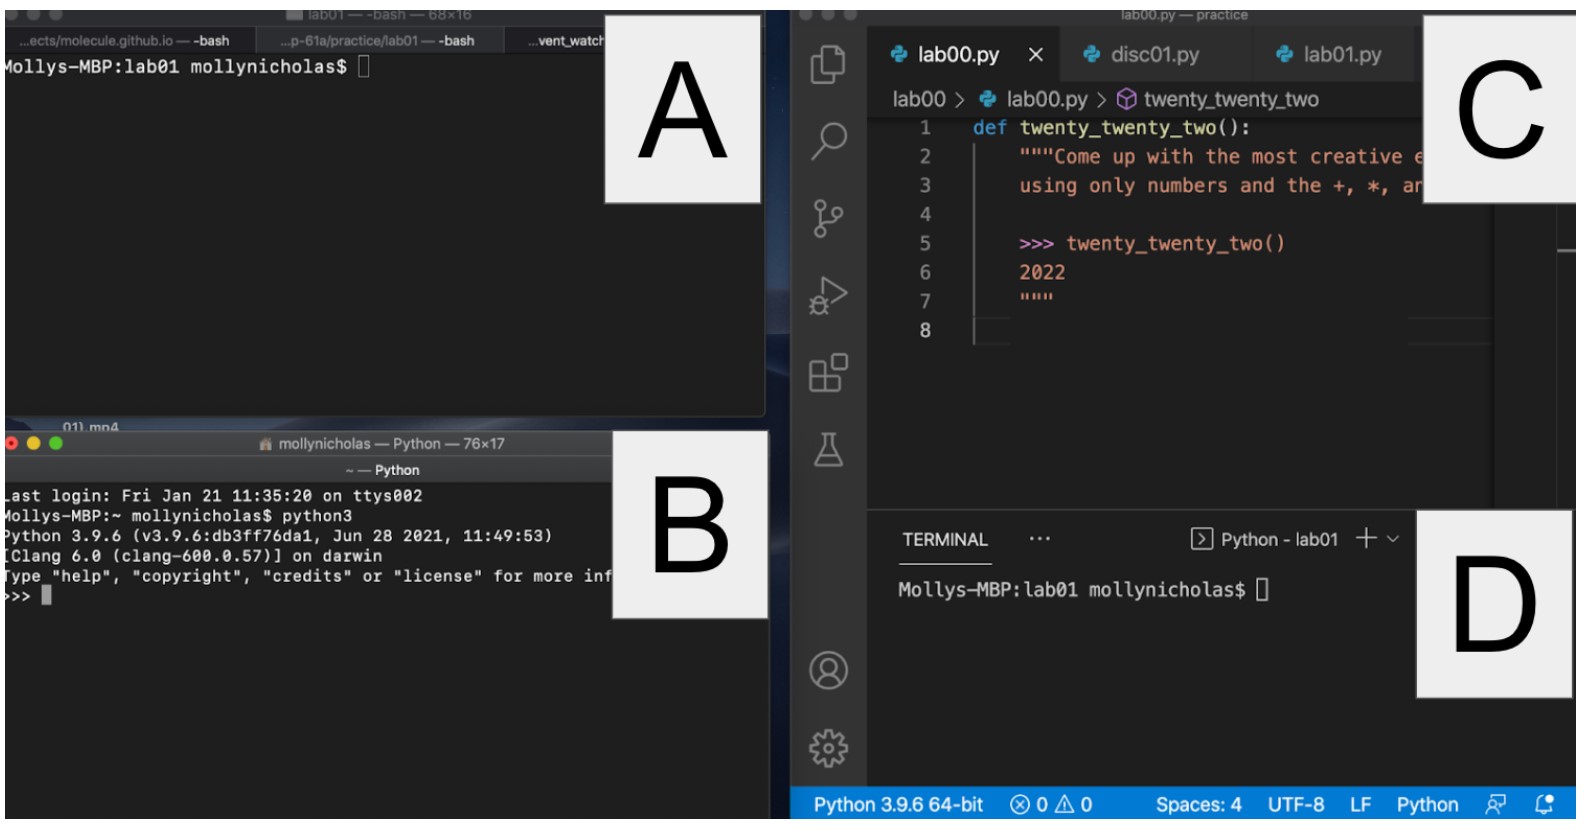 lab01 — -bash — 68×16
...ects/molecule.github.io — -bash
...p-61a/practice/lab01 — -bash
...vent_watch
Mollys-MBP:lab01 mollynicholas$
A
01).mp4
mollynicholas — Python — 76×17
~ — Python
Last login: Fri Jan 21 11:35:20 on ttys002
Mollys-MBP:~ mollynicholas$ python3
Python 3.9.6 (v3.9.6:db3ff76da1, Jun 28 2021, 11:49:53)
[Clang 6.0 (clang-600.0.57)] on darwin
Type "help", "copyright", "credits" or "license" for more inf
>>>
B
lab00.py — practice
lab00.py
disc01.py
lab01.py
lab00 > lab00.py > twenty_twenty_two
1 def twenty_twenty_two():
2 """Come up with the most creative e
3 using only numbers and the +, *, an
4
5 >>> twenty_twenty_two()
6 2022
7 """
8
C
TERMINAL ··· Python - lab01
Mollys-MBP:lab01 mollynicholas$
D
Python 3.9.6 64-bit 0 0 Spaces: 4 UTF-8 LF Python